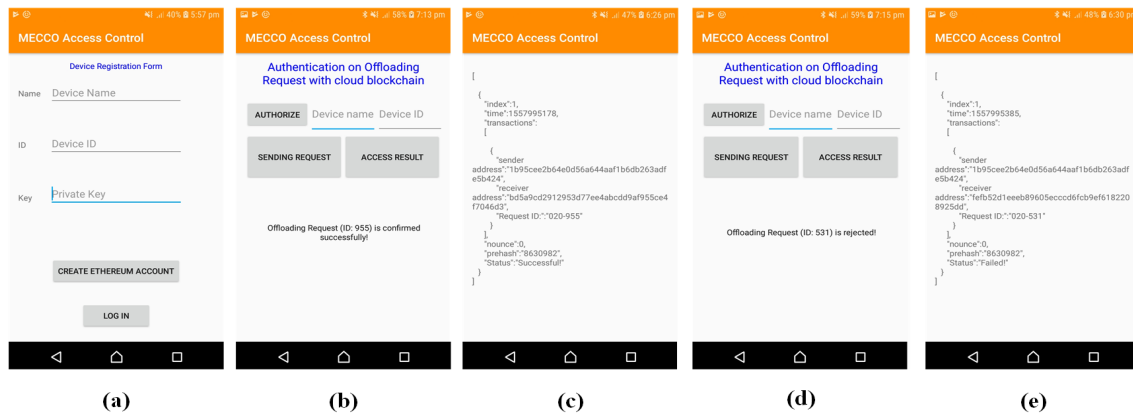 40% 5:57 pm
MECCO Access Control
Device Registration Form
Name Device Name
ID Device ID
Key Private Key
CREATE ETHEREUM ACCOUNT
LOG IN
(a)
58% 7:13 pm
MECCO Access Control
Authentication on Offloading
Request with cloud blockchain
AUTHORIZE Device name Device ID
SENDING REQUEST ACCESS RESULT
Offloading Request (ID: 955) is confirmed
successfully!
(b)
47% 6:26 pm
MECCO Access Control
[
{
"index":1,
"time":1557995178,
"transactions":
[
{
"sender
address":"1b95cee2b64e0d56a644aaf1b6db263adf
e5b424",
"receiver
address":"bd5a9cd2912953d77ee4abcdd9af955ce4
f7046d3",
"Request ID:":"020-955"
}
],
"nounce":0,
"prehash":"8630982",
"Status":"Successful!"
}
]
(c)
59% 7:15 pm
MECCO Access Control
Authentication on Offloading
Request with cloud blockchain
AUTHORIZE Device name Device ID
SENDING REQUEST ACCESS RESULT
Offloading Request (ID: 531) is rejected!
(d)
48% 6:30 pm
MECCO Access Control
[
{
"index":1,
"time":1557995385,
"transactions":
[
{
"sender
address":"1b95cee2b64e0d56a644aaf1b6db263adf
e5b424",
"receiver
address":"fefb52d1eeeb89605ecccd6fcb9ef618220
8925dd",
"Request ID:":"020-531"
}
],
"nounce":0,
"prehash":"8630982",
"Status":"Failed!"
}
]
(e)